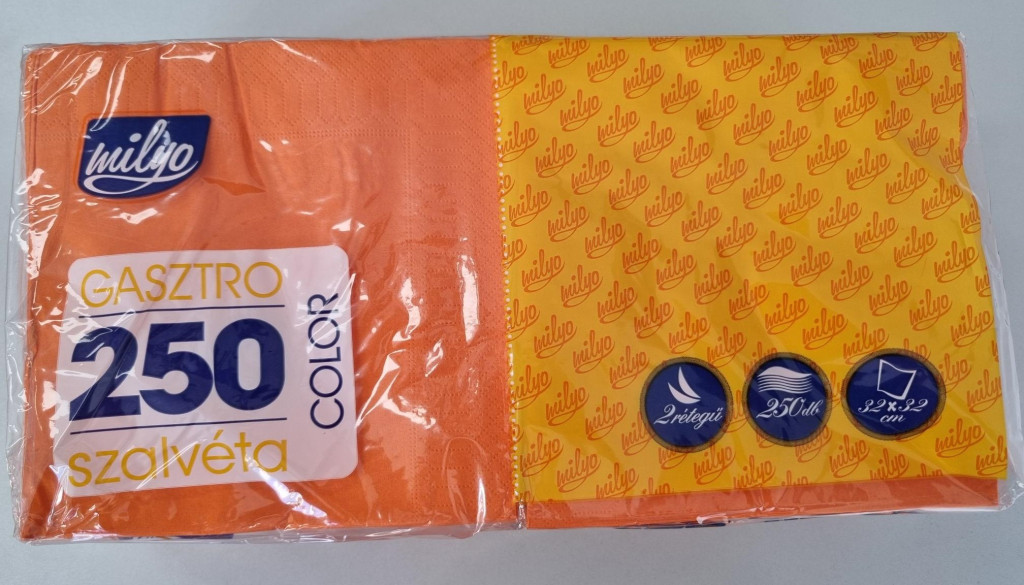 milyo
GASZTRO
250
szalvéta
COLOR
2rétegű
250db
32x32
cm